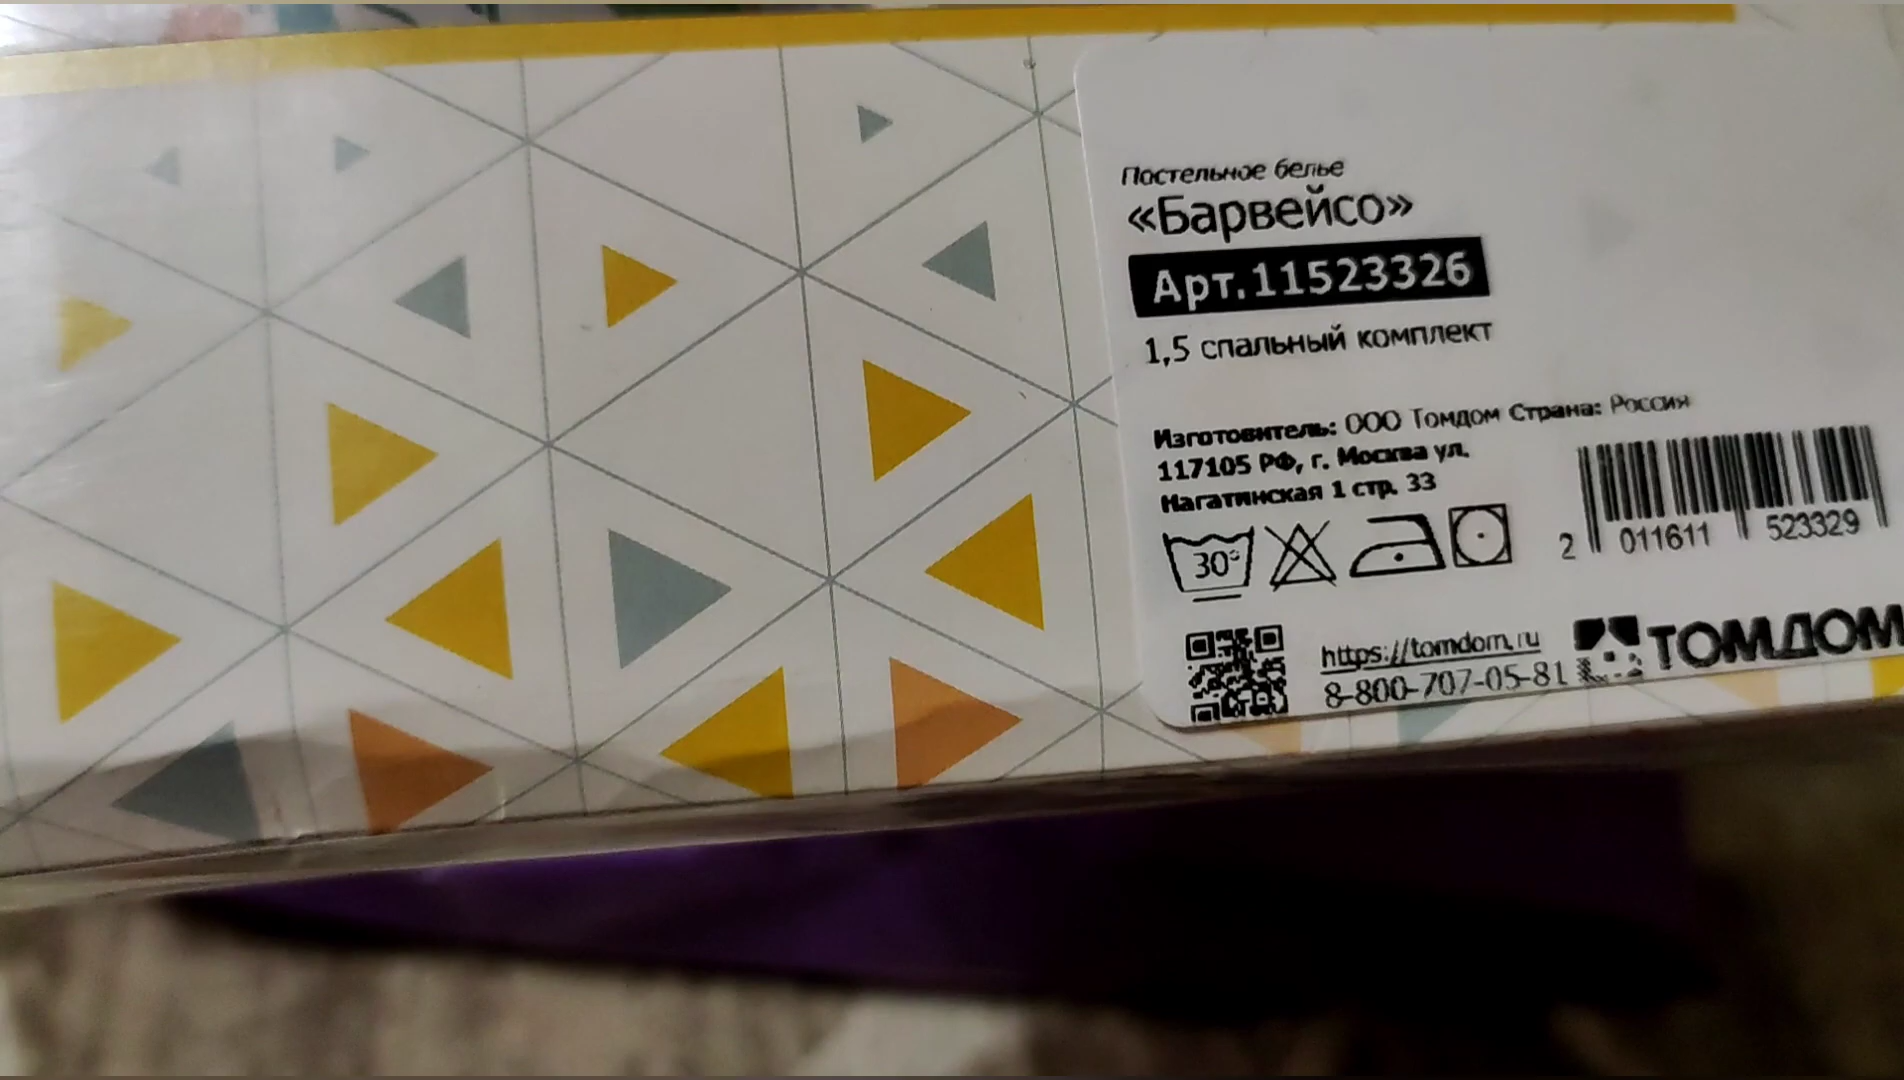 Постельное белье
«Барвейсо»
Арт.11523326
1,5 спальный комплект
Изготовитель: ООО Томдом Страна: Россия
117105 РФ, г. Москва ул.
Нагатинская 1 стр. 33
30°
2 011611 523329
https://tomdom.ru
8-800-707-05-81
ТОМДОМ